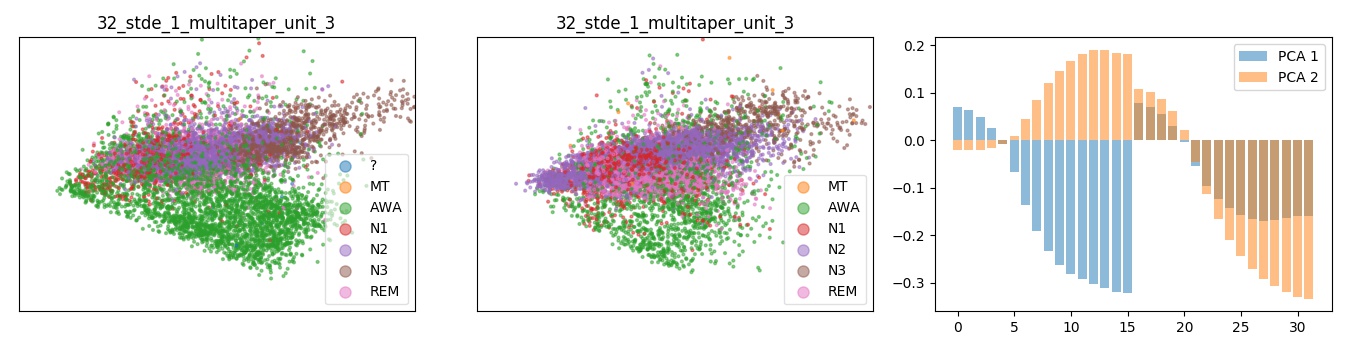 32_stde_1_multitaper_unit_3
?
MT
AWA
N1
N2
N3
REM
32_stde_1_multitaper_unit_3
MT
AWA
N1
N2
N3
REM
PCA 1
PCA 2
0.2
0.1
0.0
−0.1
−0.2
−0.3
0 5 10 15 20 25 30